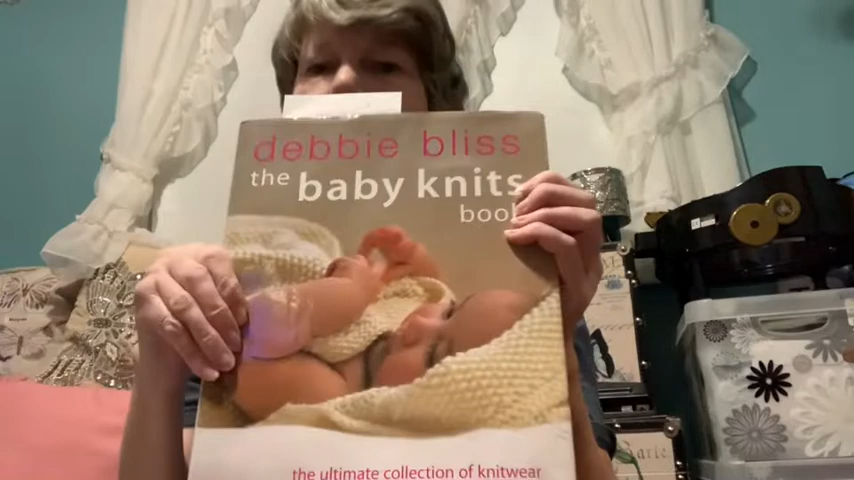 debbie bliss
the baby knits
book
the ultimate collection of knitwear